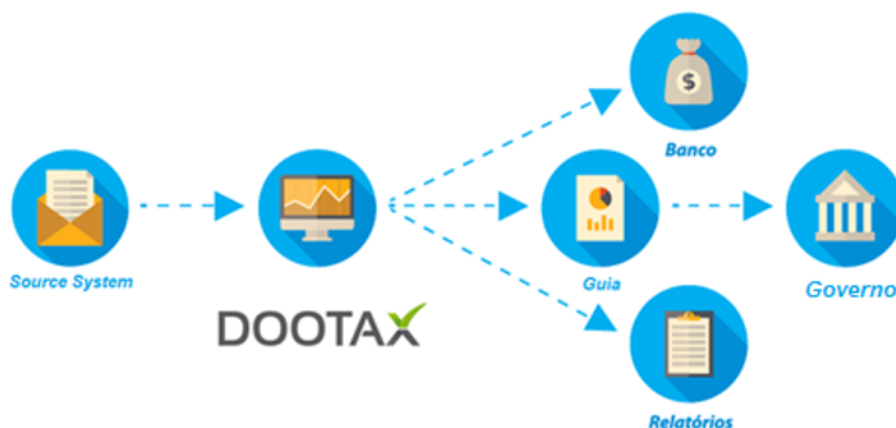 Banco
Source System
Guia
Governo
DOOTAX
Relatórios
$